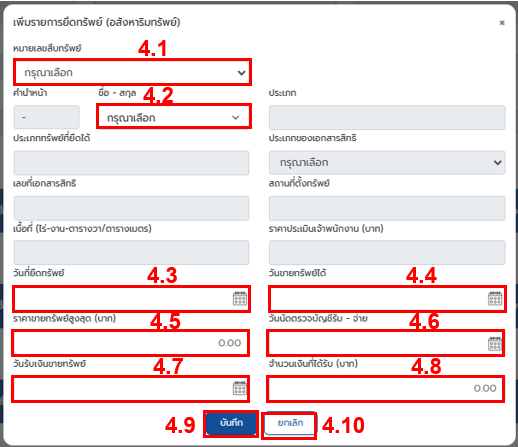 เพิ่มรายการยึดทรัพย์ (อสังหาริมทรัพย์) ×
หมายเลขสืบทรัพย์ 4.1
กรุณาเลือก
คำนำหน้า ชื่อ - สกุล 4.2 ประเภท
- กรุณาเลือก
ประเภททรัพย์ที่ยึดได้ ประเภทของเอกสารสิทธิ
กรุณาเลือก
เลขที่เอกสารสิทธิ สถานที่ตั้งทรัพย์
เนื้อที่ (ไร่-งาน-ตารางวา/ตารางเมตร) ราคาประเมินเจ้าพนักงาน (บาท)
วันที่ยึดทรัพย์ 4.3 วันขายทรัพย์ได้ 4.4
ราคาขายทรัพย์สูงสุด (บาท) 4.5 วันนัดตรวจบัญชีรับ - จ่าย 4.6
0.00
วันรับเงินขายทรัพย์ 4.7 จำนวนเงินที่ได้รับ (บาท) 4.8
0.00
4.9 บันทึก ยกเลิก 4.10